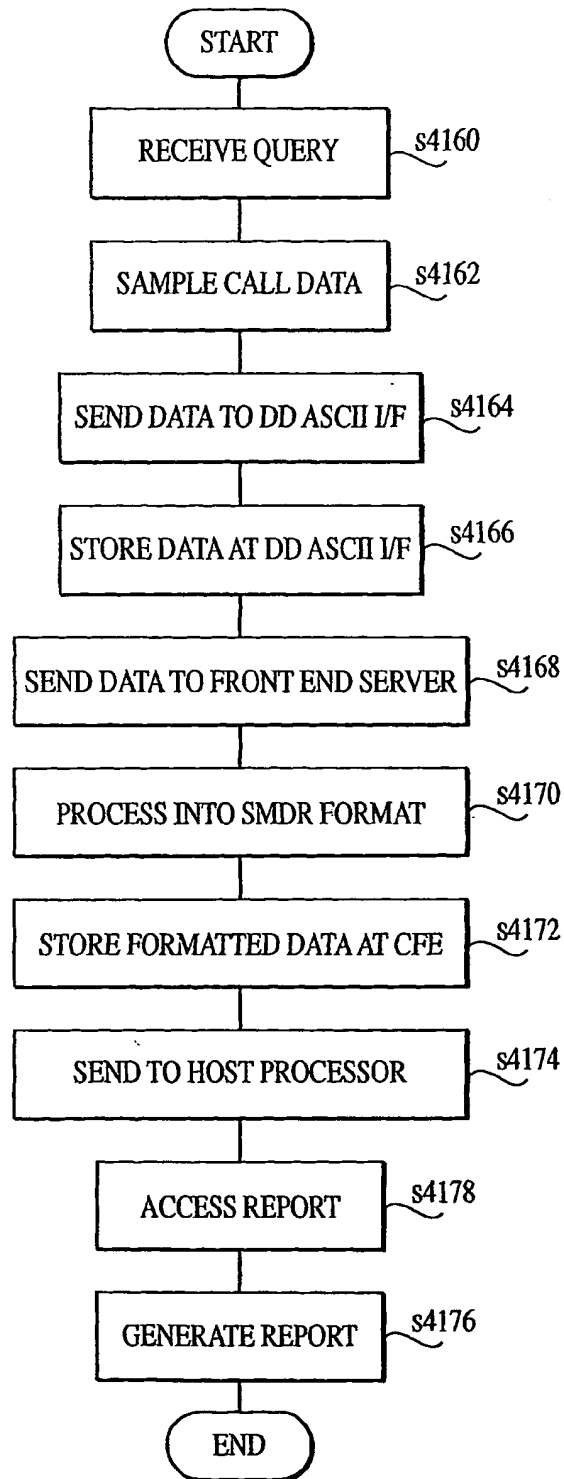 START
RECEIVE QUERY
s4160
SAMPLE CALL DATA
s4162
SEND DATA TO DD ASCII I/F
s4164
STORE DATA AT DD ASCII I/F
s4166
SEND DATA TO FRONT END SERVER
s4168
PROCESS INTO SMDR FORMAT
s4170
STORE FORMATTED DATA AT CFE
s4172
SEND TO HOST PROCESSOR
s4174
ACCESS REPORT
s4178
GENERATE REPORT
s4176
END